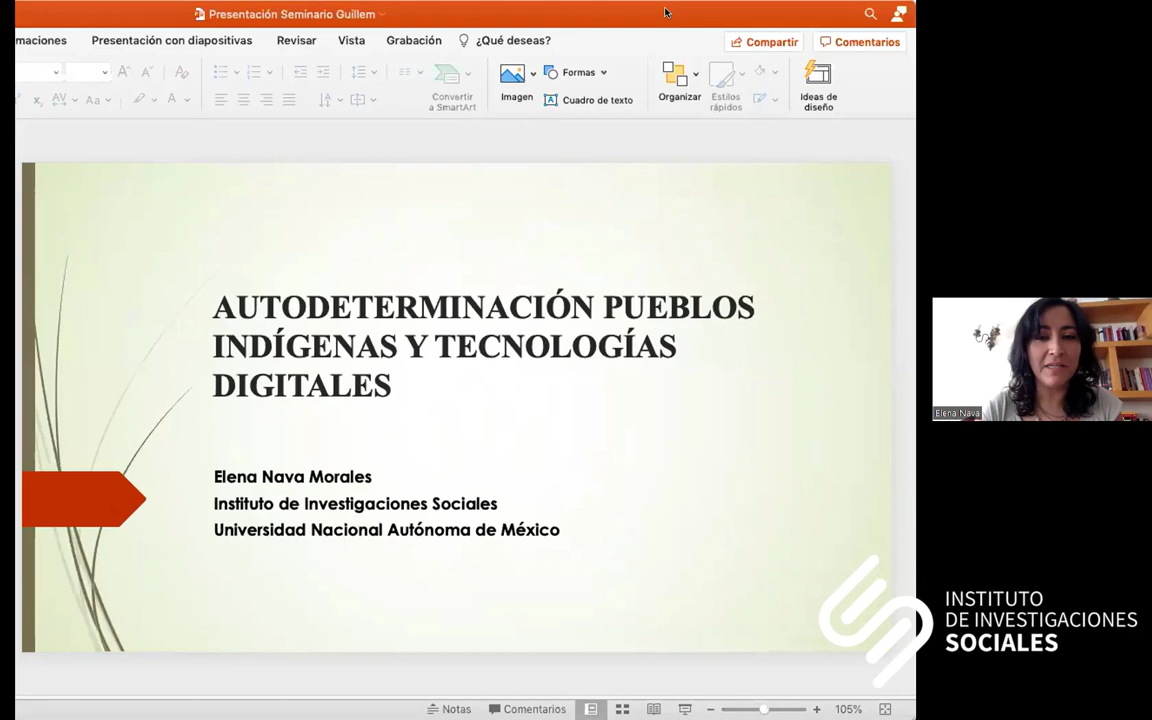 Presentación Seminario Guillem
maciones Presentación con diapositivas Revisar Vista Grabación ¿Qué deseas? Compartir Comentarios
Convertir
a SmartArt
Imagen
Formas
Cuadro de texto
Organizar
Estilos
rápidos
Ideas de
diseño
AUTODETERMINACIÓN PUEBLOS
INDÍGENAS Y TECNOLOGÍAS
DIGITALES
Elena Nava Morales
Instituto de Investigaciones Sociales
Universidad Nacional Autónoma de México
Elena Nava
INSTITUTO
DE INVESTIGACIONES
SOCIALES
Notas Comentarios 105%